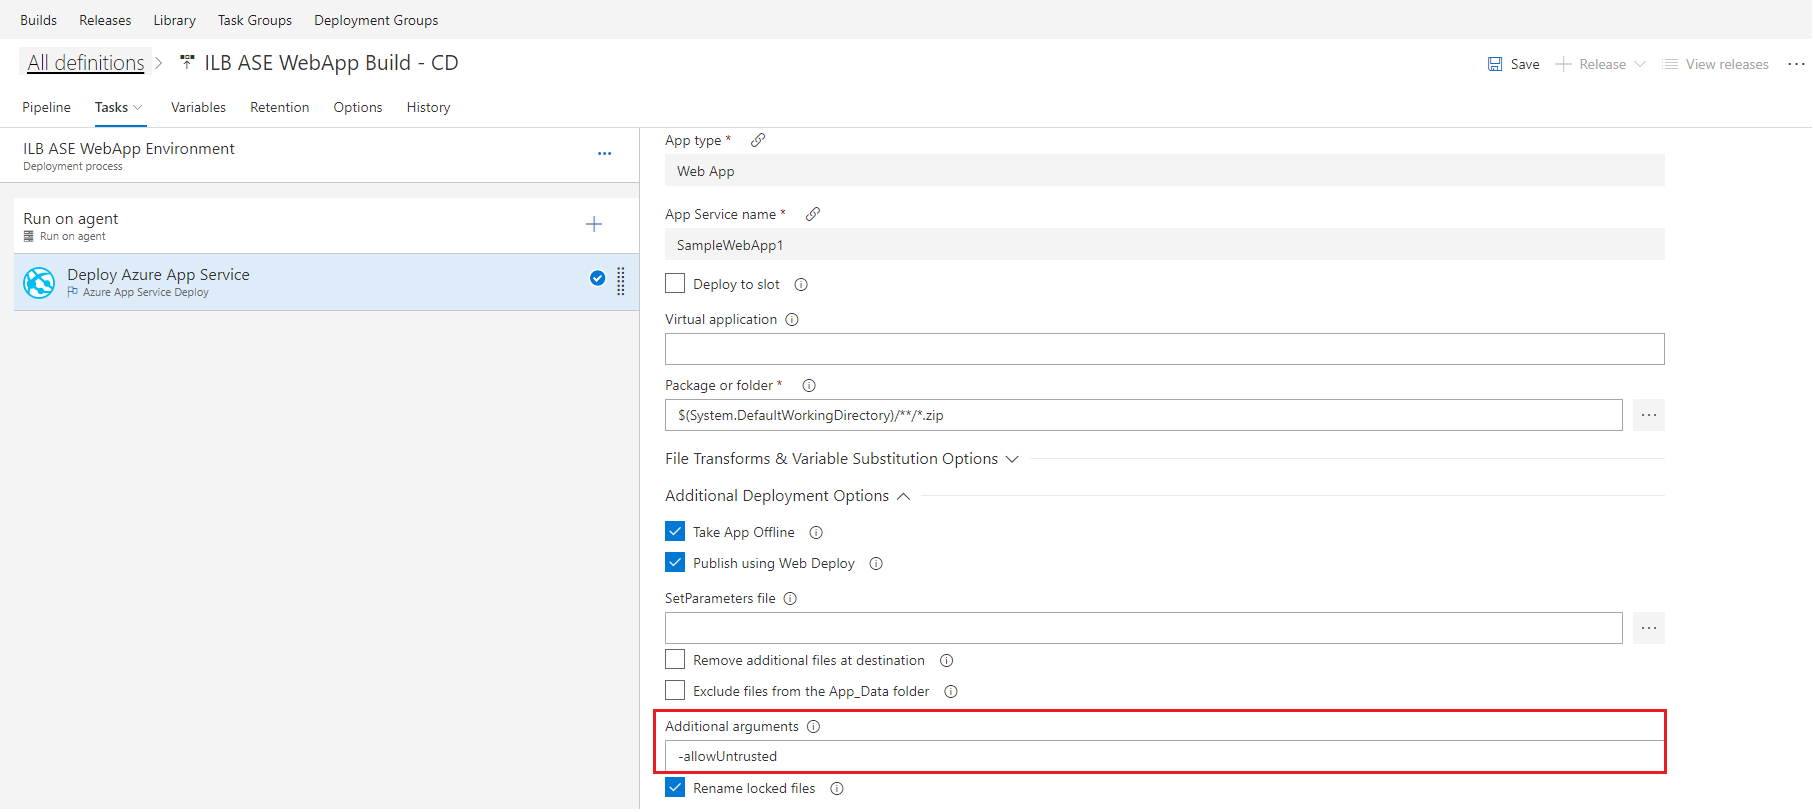 Builds Releases Library Task Groups Deployment Groups
All definitions ILB ASE WebApp Build - CD
Save Release View releases
Pipeline Tasks Variables Retention Options History
ILB ASE WebApp Environment
Deployment process
Run on agent
Run on agent
Deploy Azure App Service
Azure App Service Deploy
App type *
Web App
App Service name *
SampleWebApp1
Deploy to slot
Virtual application
Package or folder *
$(System.DefaultWorkingDirectory)/**/*.zip
File Transforms & Variable Substitution Options
Additional Deployment Options
Take App Offline
Publish using Web Deploy
SetParameters file
Remove additional files at destination
Exclude files from the App_Data folder
Additional arguments
-allowUntrusted
Rename locked files